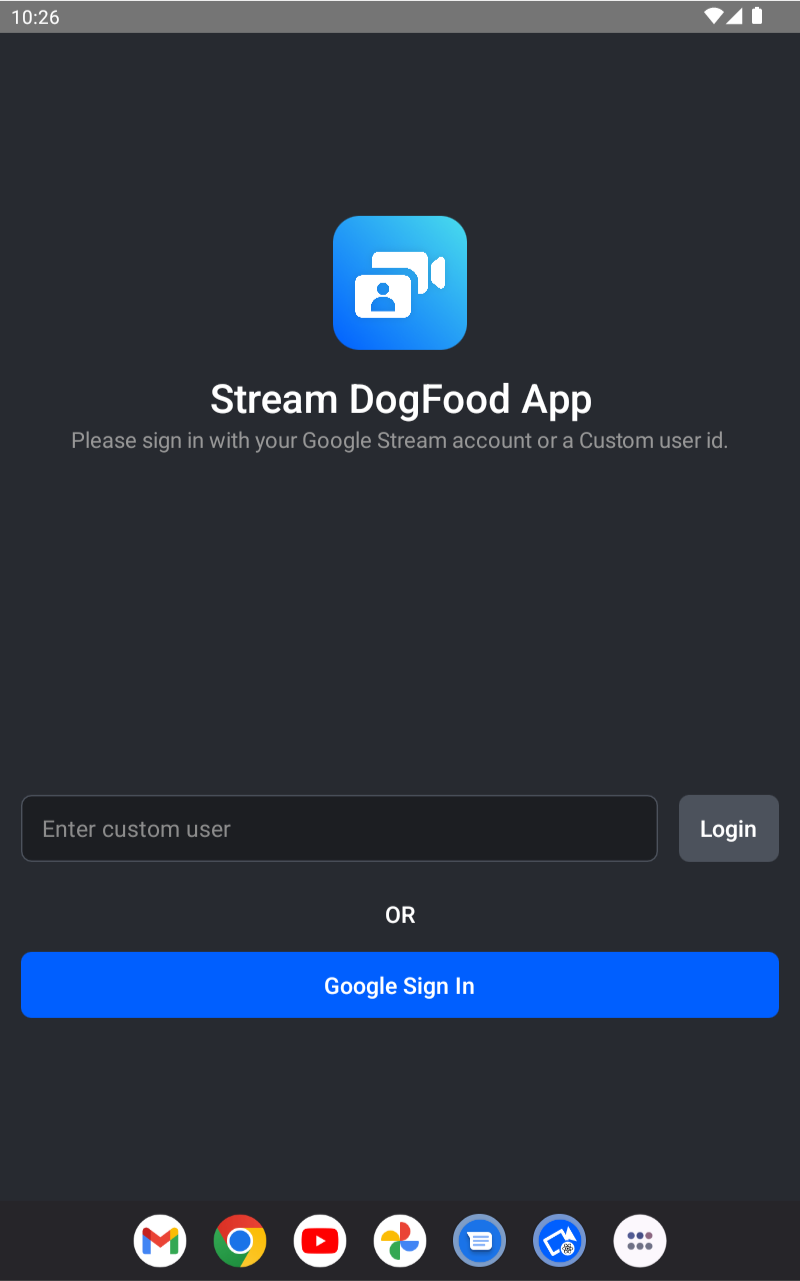 10:26
Stream DogFood App
Please sign in with your Google Stream account or a Custom user id.
Enter custom user
Login
OR
Google Sign In